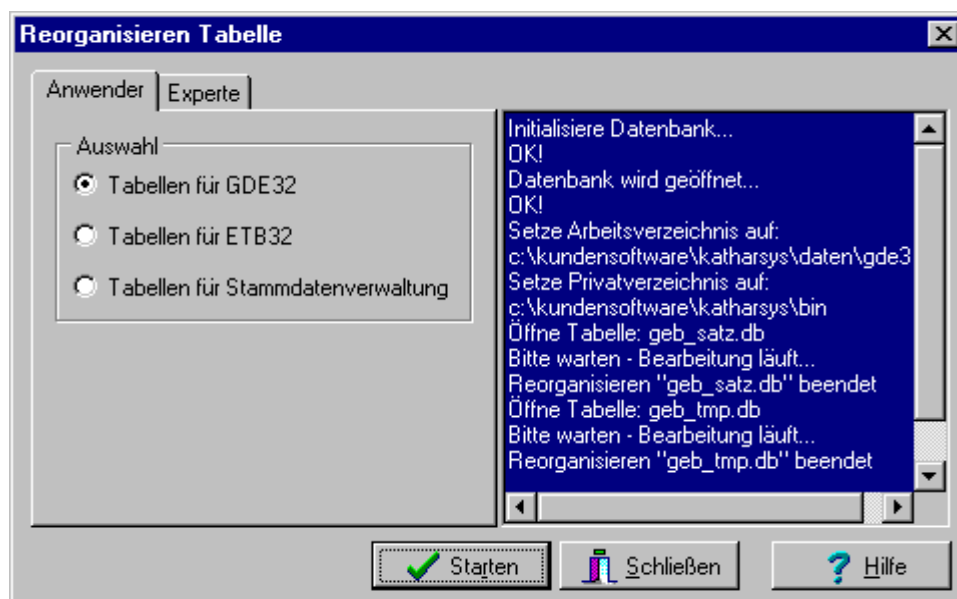 Reorganisieren Tabelle
Anwender
Experte
Auswahl
Tabellen für GDE32
Tabellen für ETB32
Tabellen für Stammdatenverwaltung
Initialisiere Datenbank...
OK!
Datenbank wird geöffnet...
OK!
Setze Arbeitsverzeichnis auf:
c:\kundensoftware\katharsys\daten\gde3
Setze Privatverzeichnis auf:
c:\kundensoftware\katharsys\bin
Öffne Tabelle: geb_satz.db
Bitte warten - Bearbeitung läuft...
Reorganisieren "geb_satz.db" beendet
Öffne Tabelle: geb_tmp.db
Bitte warten - Bearbeitung läuft...
Reorganisieren "geb_tmp.db" beendet
Starten
Schließen
Hilfe